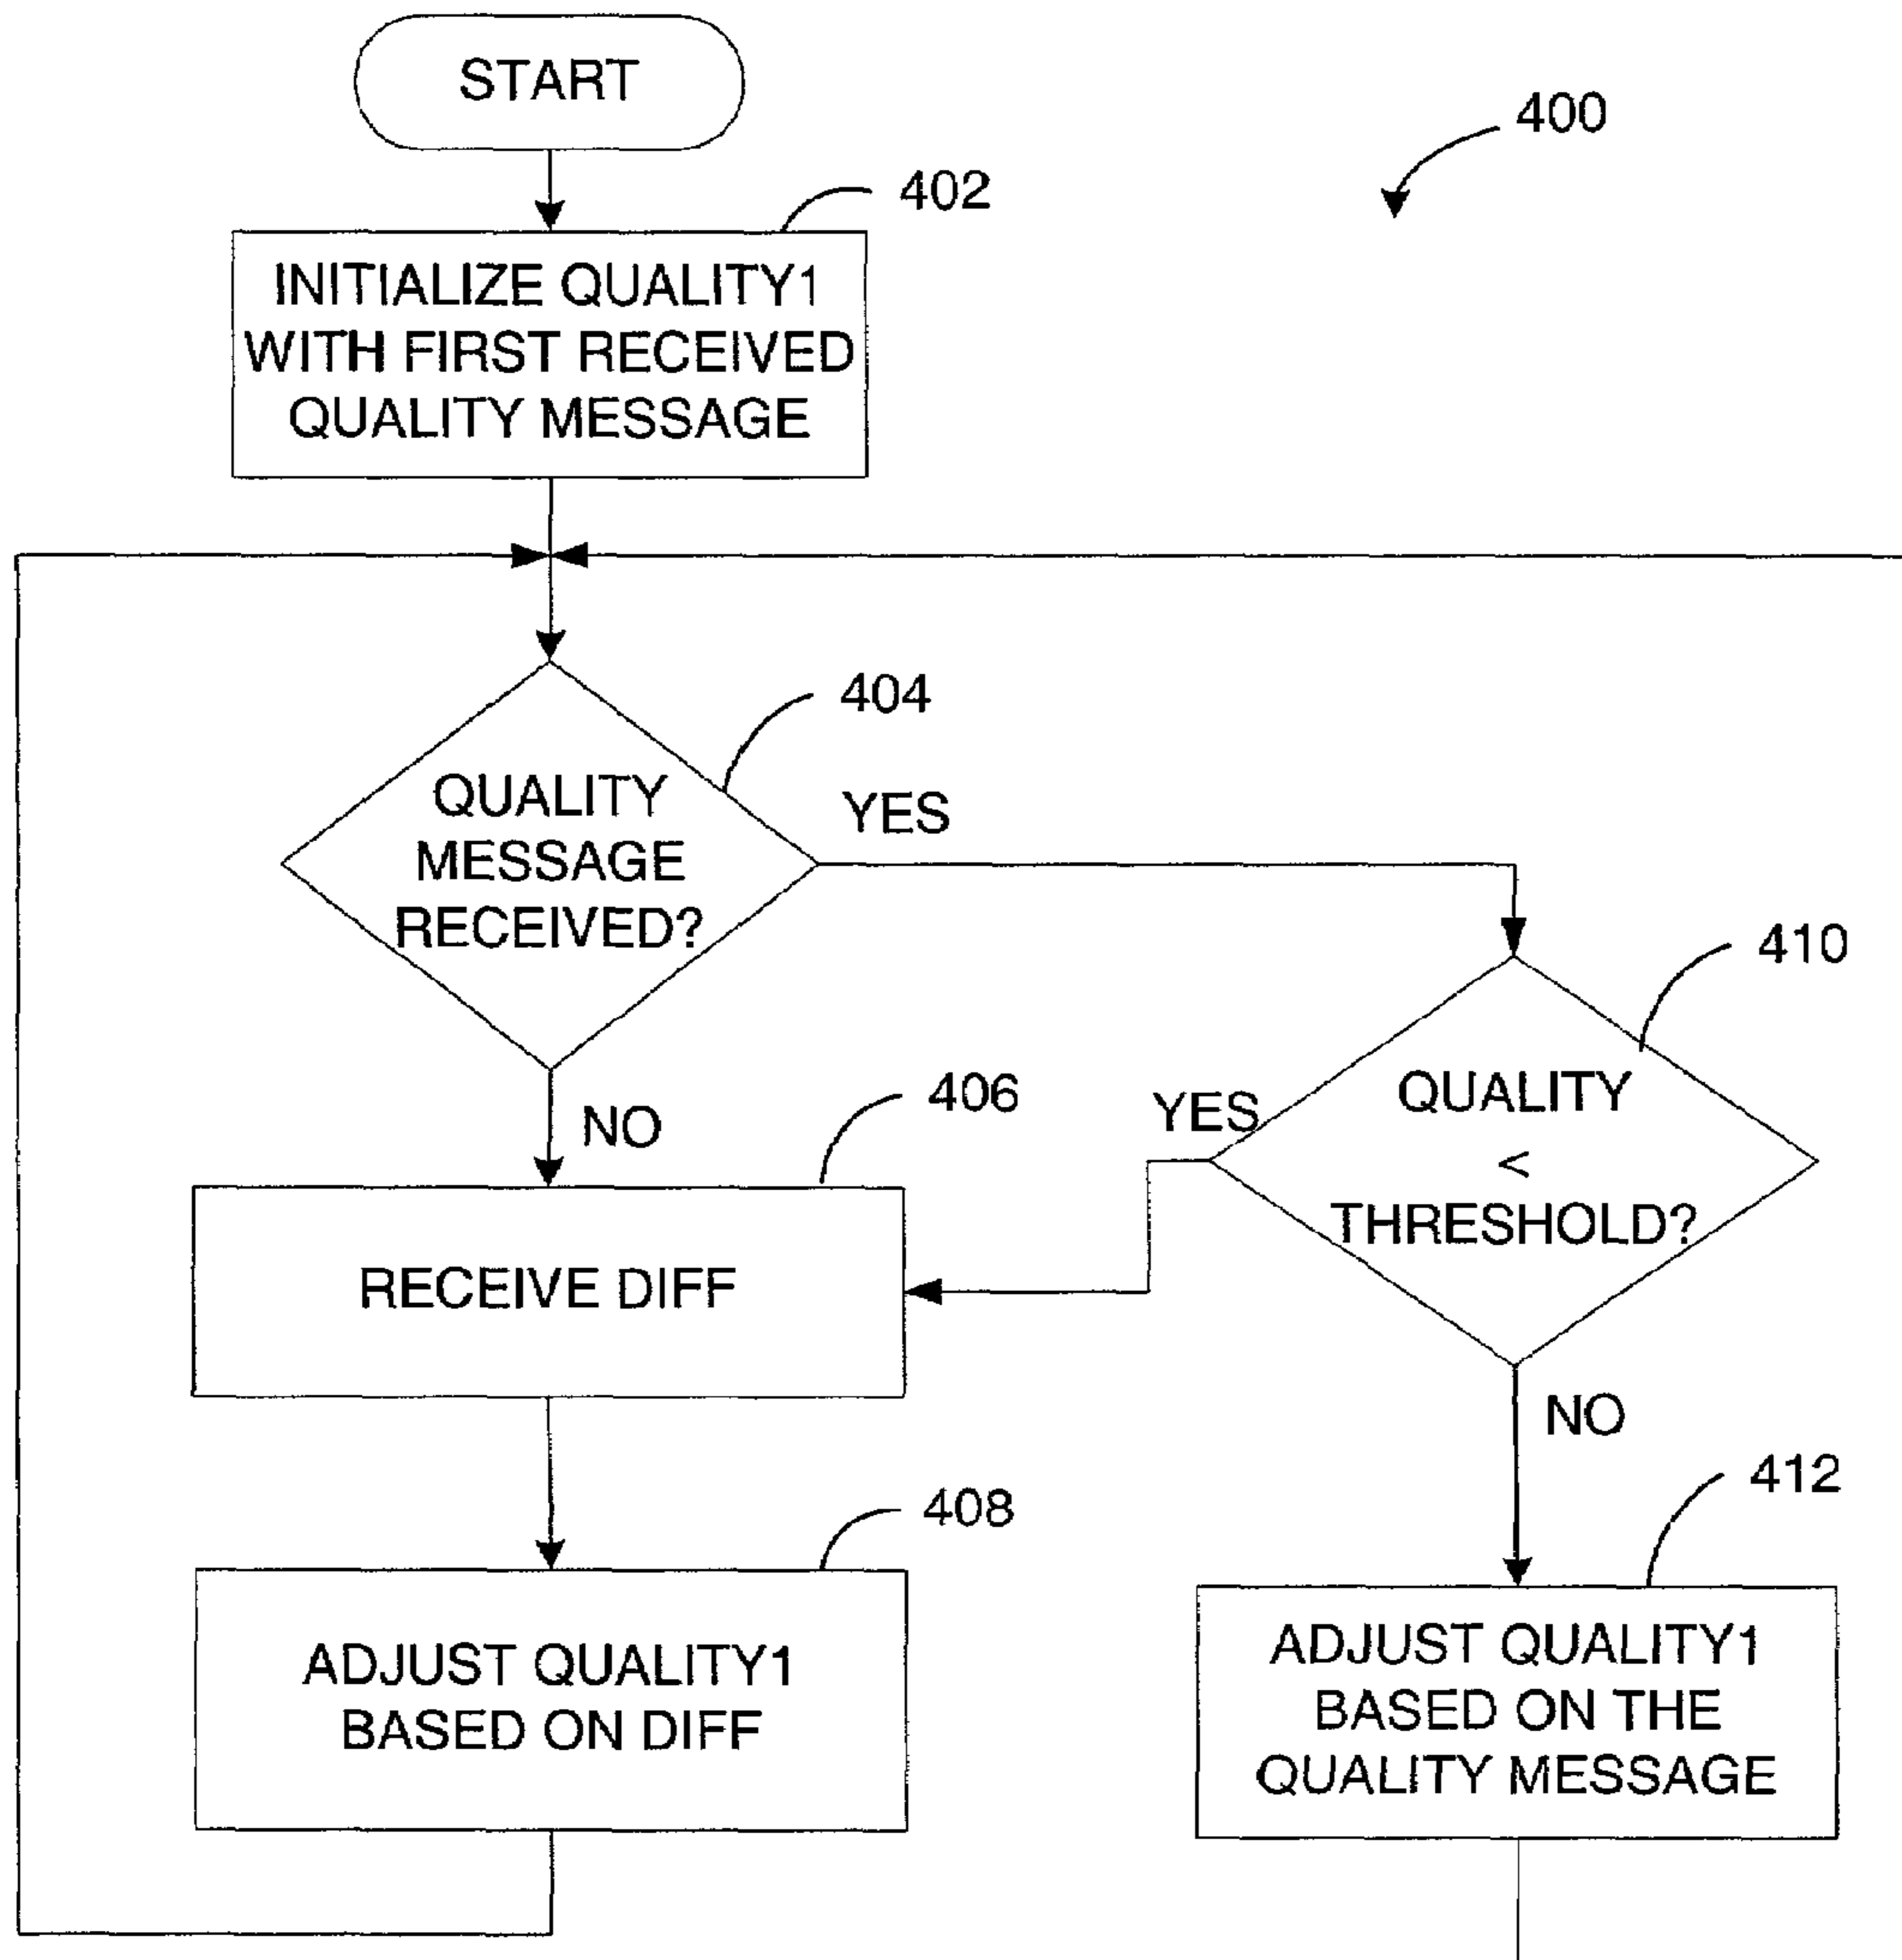 START
400
402
INITIALIZE QUALITY1
WITH FIRST RECEIVED
QUALITY MESSAGE
404
QUALITY
MESSAGE
RECEIVED?
YES
410
QUALITY
<
THRESHOLD?
YES
NO
406
RECEIVE DIFF
NO
408
ADJUST QUALITY1
BASED ON DIFF
412
ADJUST QUALITY1
BASED ON THE
QUALITY MESSAGE